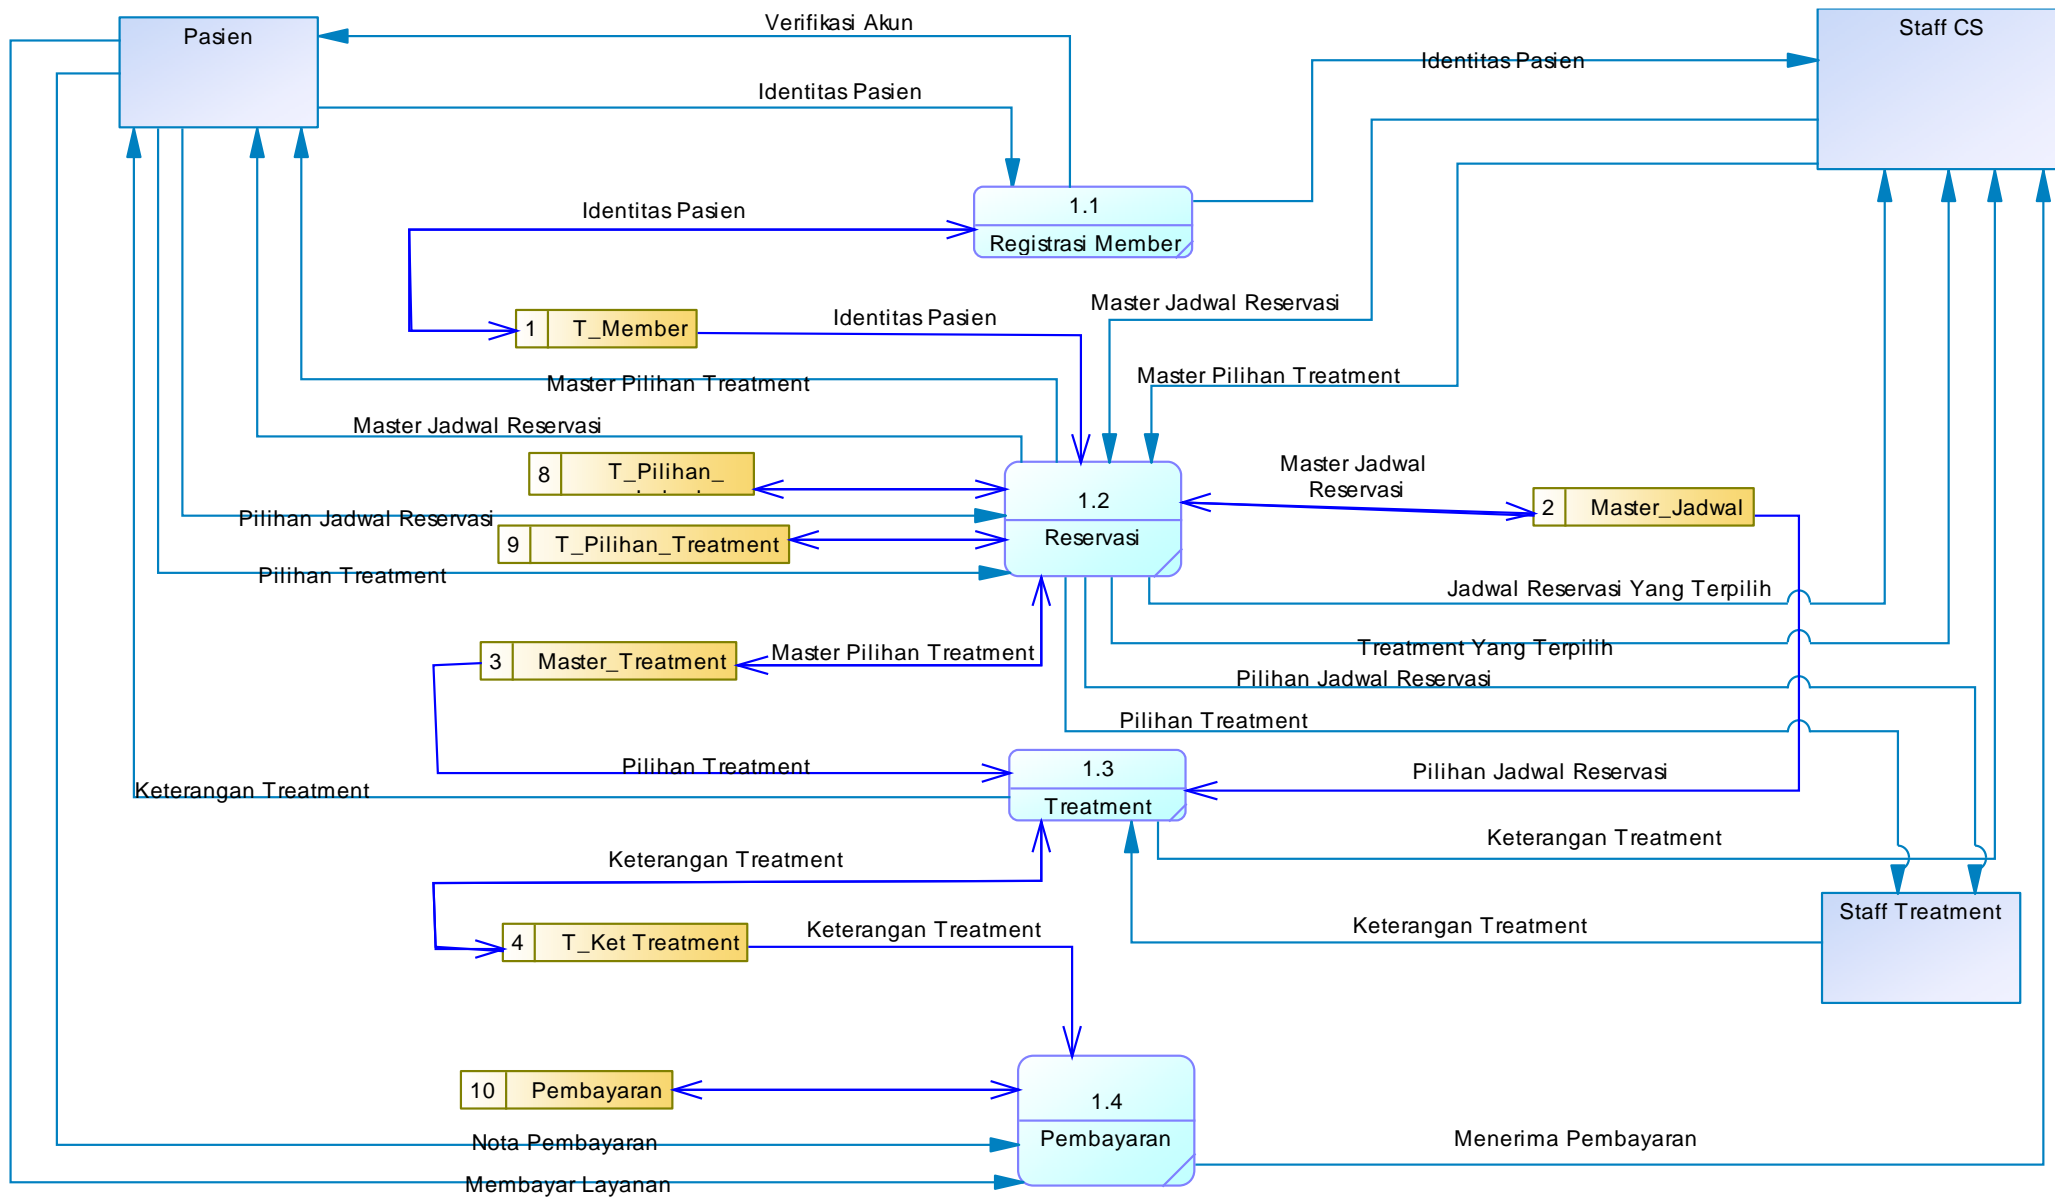 Verifikasi Akun
Pasien
Staff CS
Identitas Pasien
Identitas Pasien
1.1
Identitas Pasien
Registrasi Member
Master Jadwal Reservasi
Identitas Pasien
1 T_Member
Master Pilihan Treatment
Master Pilihan Treatment
Master Jadwal Reservasi
8 T_Pilihan_
Master Jadwal
Reservasi
1.2
2 Master_Jadwal
Pilihan Jadwal Reservasi
Reservasi
9 T_Pilihan_Treatment
Pilihan Treatment
Jadwal Reservasi Yang Terpilih
Treatment Yang Terpilih
3 Master_Treatment
Master Pilihan Treatment
Pilihan Jadwal Reservasi
Pilihan Treatment
Pilihan Treatment
1.3
Pilihan Jadwal Reservasi
Keterangan Treatment
Treatment
Keterangan Treatment
Keterangan Treatment
Staff Treatment
Keterangan Treatment
Keterangan Treatment
4 T_Ket Treatment
10 Pembayaran
1.4
Pembayaran
Nota Pembayaran
Menerima Pembayaran
Membayar Layanan